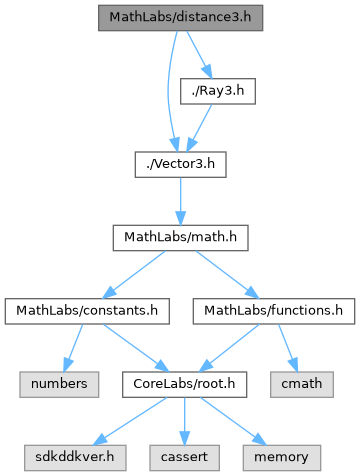 MathLabs/distance3.h
./Ray3.h
./Vector3.h
MathLabs/math.h
MathLabs/constants.h
MathLabs/functions.h
numbers
CoreLabs/root.h
cmath
sdkddkver.h
cassert
memory